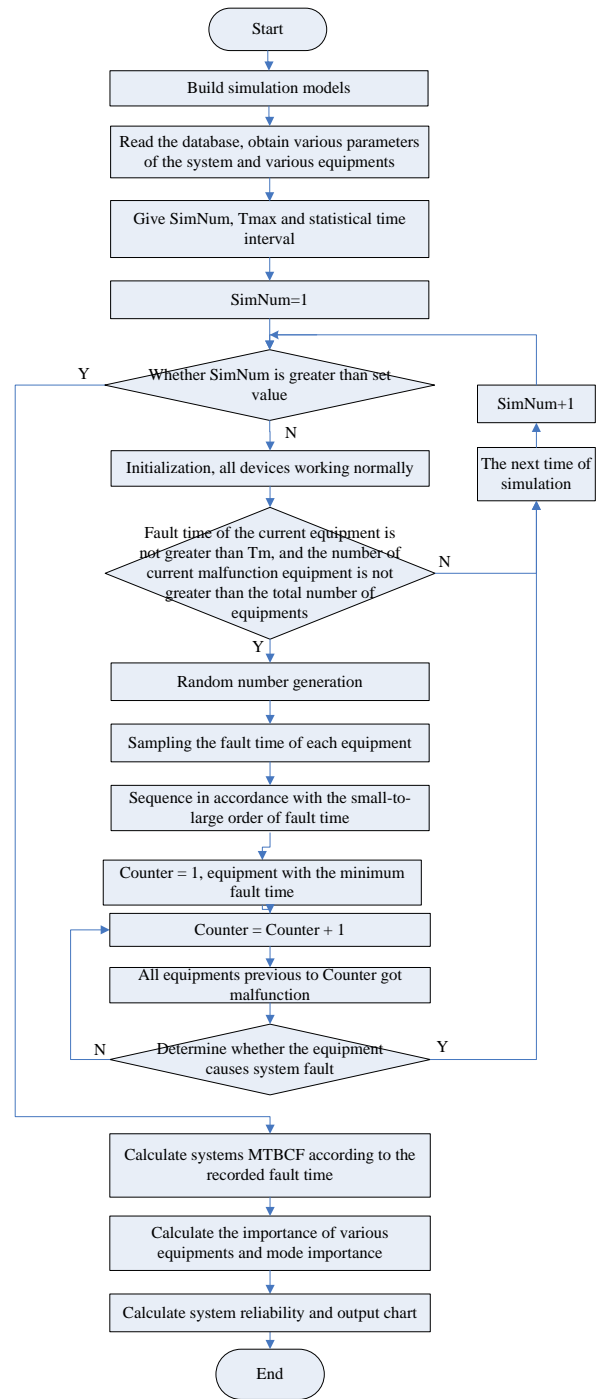 Start
Build simulation models
Read the database, obtain various parameters
of the system and various equipments
Give SimNum, Tmax and statistical time
interval
SimNum=1
Y
Whether SimNum is greater than set
value
SimNum+1
N
Initialization, all devices working normally
The next time of
simulation
Fault time of the current equipment is
not greater than Tm, and the number of
current malfunction equipment is not
greater than the total number of
equipments
N
Y
Random number generation
Sampling the fault time of each equipment
Sequence in accordance with the small-to-
large order of fault time
Counter = 1, equipment with the minimum
fault time
Counter = Counter + 1
All equipments previous to Counter got
malfunction
N
Determine whether the equipment
causes system fault
Y
Calculate systems MTBCF according to the
recorded fault time
Calculate the importance of various
equipments and mode importance
Calculate system reliability and output chart
End